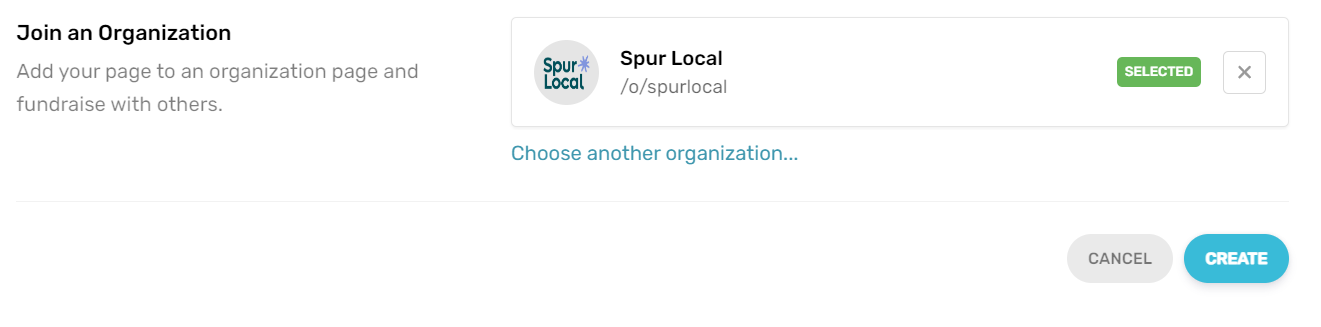 Join an Organization
Add your page to an organization page and
fundraise with others.
Spur
Local
Spur Local
/o/spurlocal
SELECTED
Choose another organization...
CANCEL
CREATE